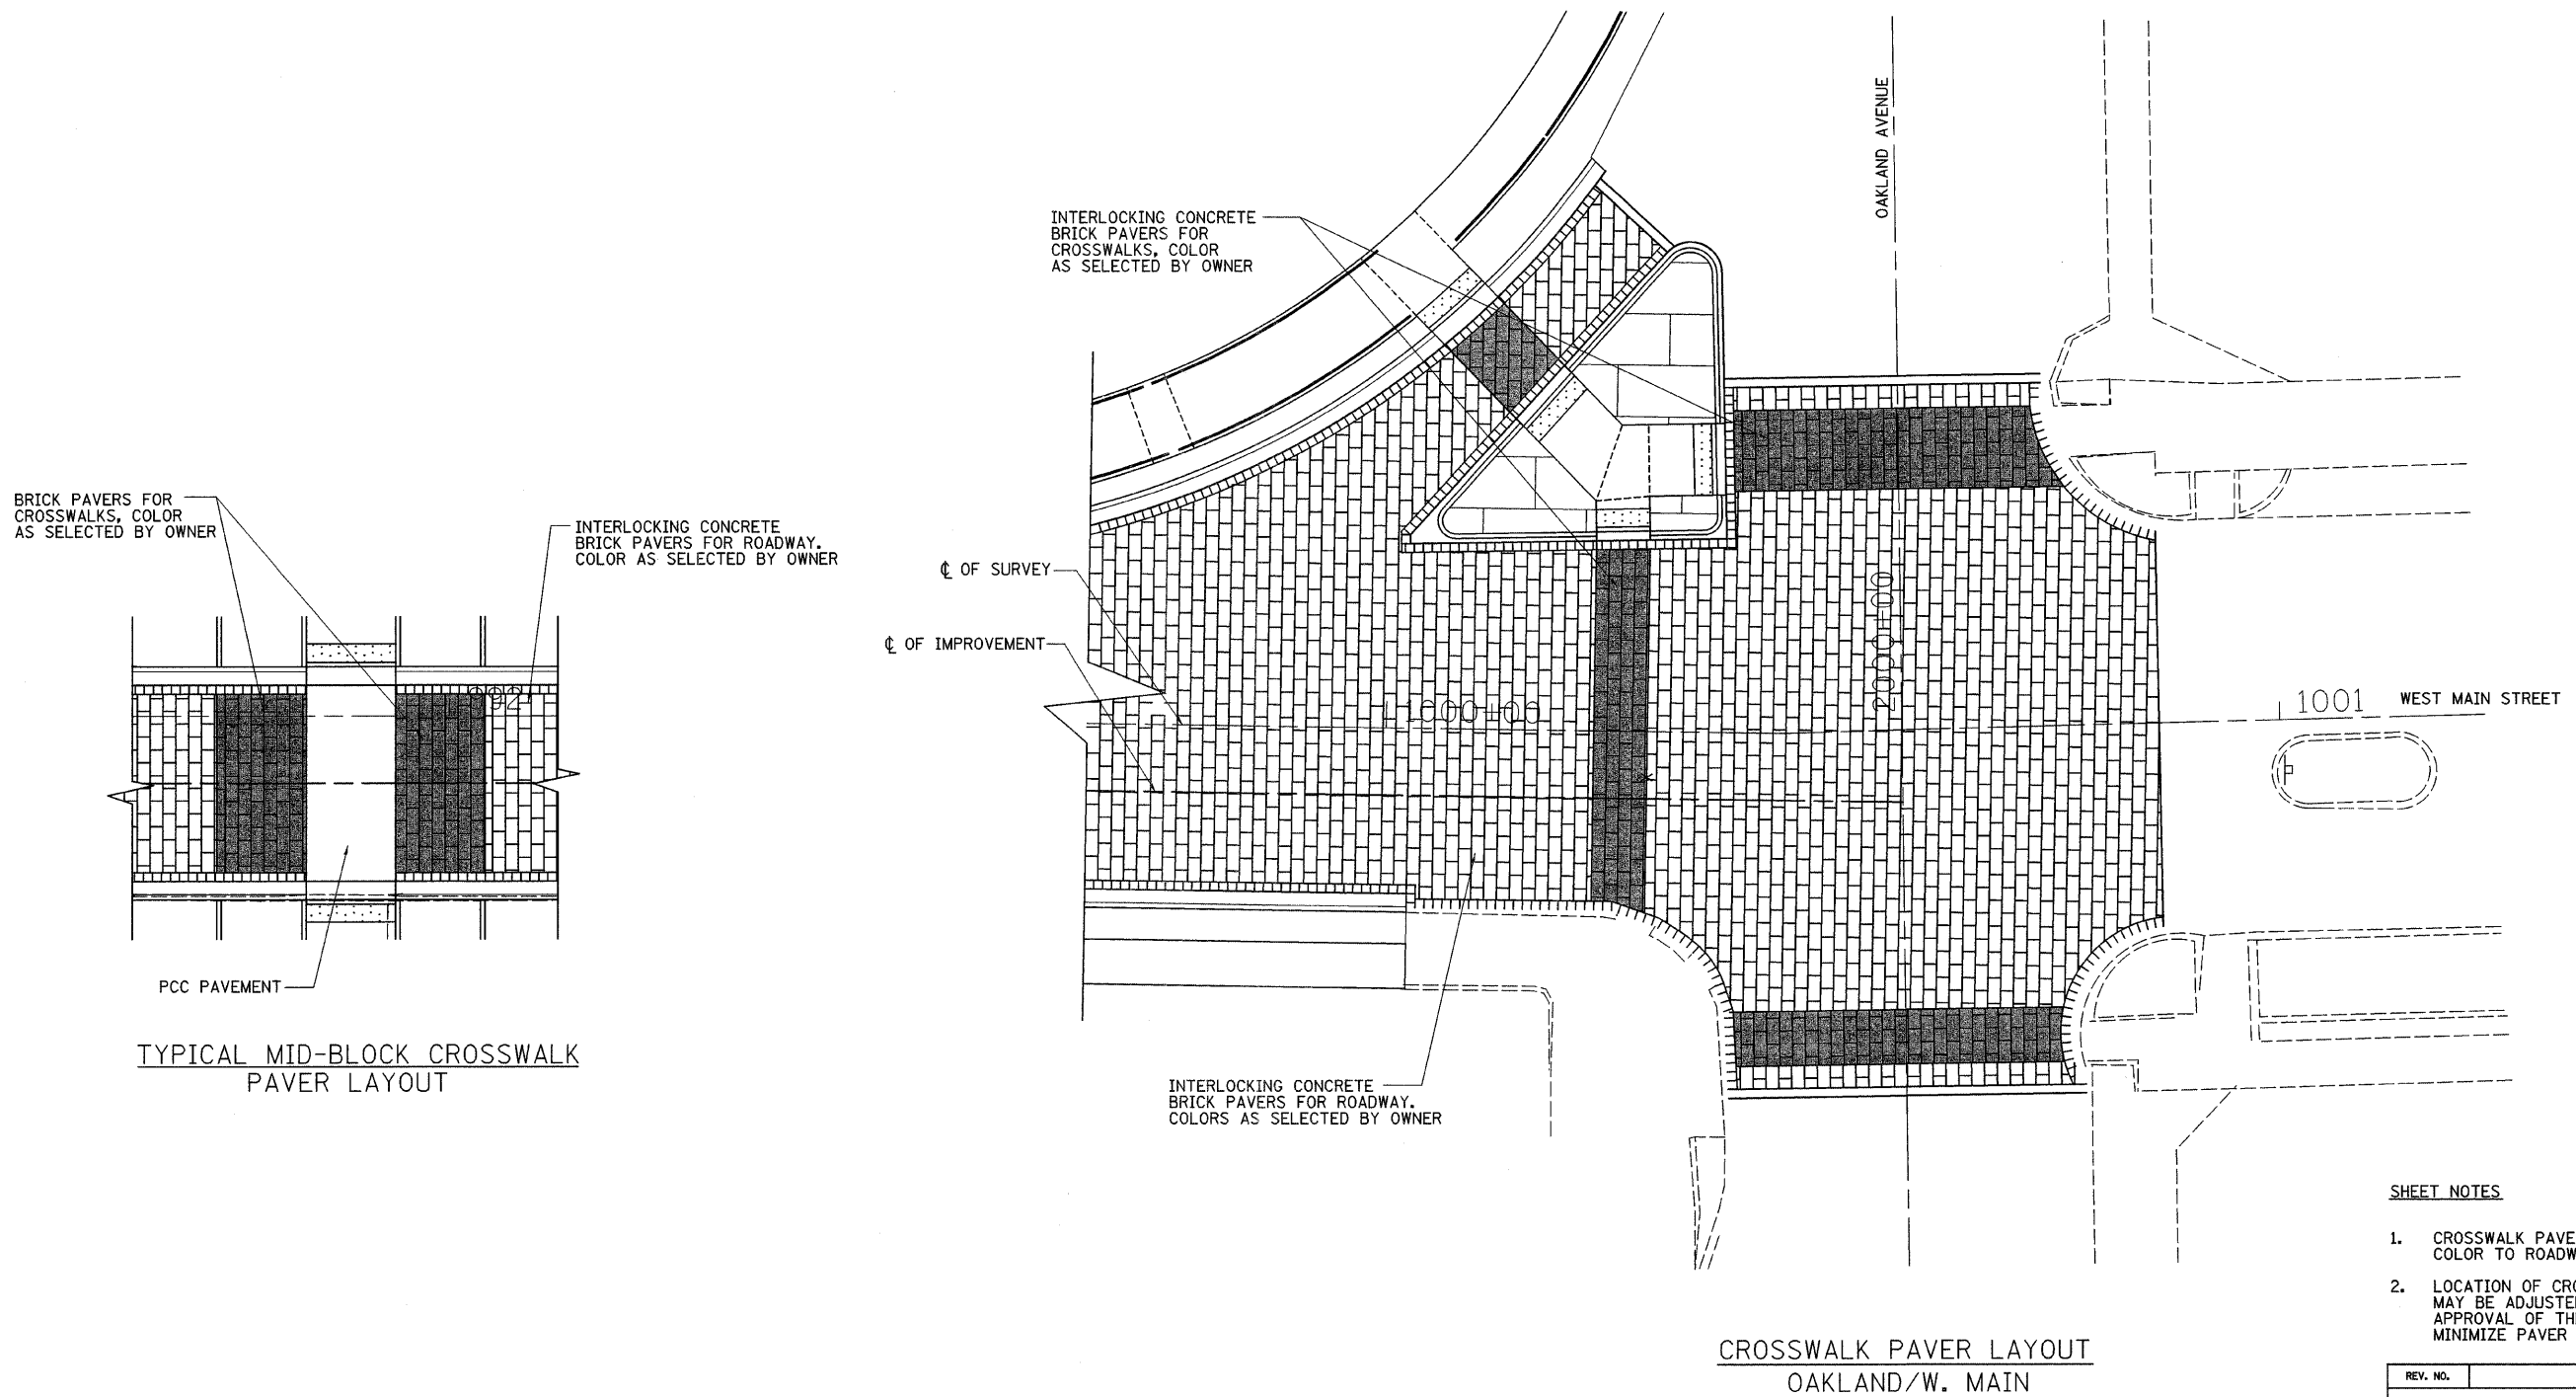 BRICK PAVERS FOR
CROSSWALKS, COLOR
AS SELECTED BY OWNER
INTERLOCKING CONCRETE
BRICK PAVERS FOR ROADWAY.
COLOR AS SELECTED BY OWNER
992
PCC PAVEMENT
TYPICAL MID-BLOCK CROSSWALK
PAVER LAYOUT
INTERLOCKING CONCRETE
BRICK PAVERS FOR
CROSSWALKS, COLOR
AS SELECTED BY OWNER
OAKLAND AVENUE
℄ OF SURVEY
℄ OF IMPROVEMENT
1000+00
2000+00
1001 WEST MAIN STREET
INTERLOCKING CONCRETE
BRICK PAVERS FOR ROADWAY.
COLORS AS SELECTED BY OWNER
CROSSWALK PAVER LAYOUT
OAKLAND/W. MAIN
SHEET NOTES
1. CROSSWALK PAVE
COLOR TO ROADW
2. LOCATION OF CRO
MAY BE ADJUSTE
APPROVAL OF TH
MINIMIZE PAVER
REV. NO.